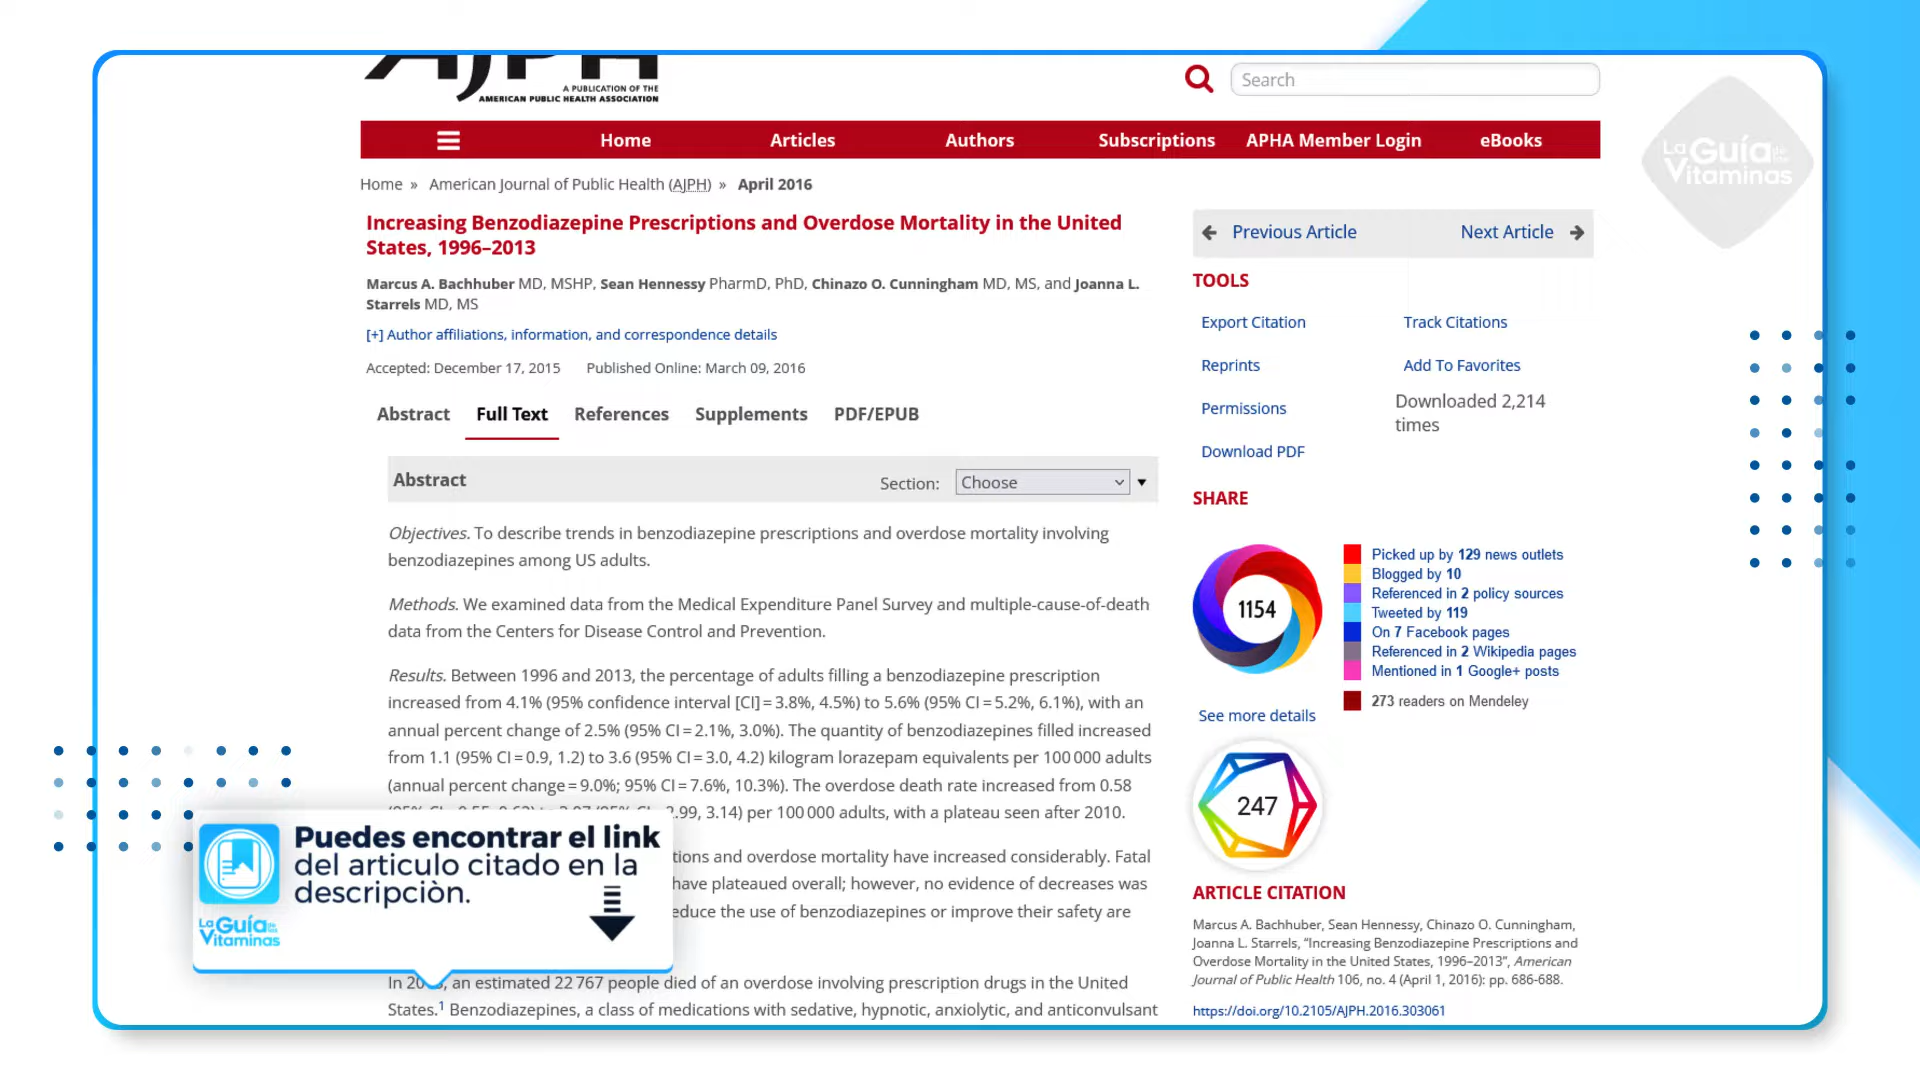 AJPH
A PUBLICATION OF THE
AMERICAN PUBLIC HEALTH ASSOCIATION
Search
Home Articles Authors Subscriptions APHA Member Login eBooks
La Guía de las
Vitaminas
Home » American Journal of Public Health (AJPH) » April 2016
Increasing Benzodiazepine Prescriptions and Overdose Mortality in the United
States, 1996–2013
Marcus A. Bachhuber MD, MSHP, Sean Hennessy PharmD, PhD, Chinazo O. Cunningham MD, MS, and Joanna L.
Starrels MD, MS
[+] Author affiliations, information, and correspondence details
Accepted: December 17, 2015 Published Online: March 09, 2016
Abstract Full Text References Supplements PDF/EPUB
Abstract Section: Choose
Objectives. To describe trends in benzodiazepine prescriptions and overdose mortality involving
benzodiazepines among US adults.
Methods. We examined data from the Medical Expenditure Panel Survey and multiple-cause-of-death
data from the Centers for Disease Control and Prevention.
Results. Between 1996 and 2013, the percentage of adults filling a benzodiazepine prescription
increased from 4.1% (95% confidence interval [CI] = 3.8%, 4.5%) to 5.6% (95% CI = 5.2%, 6.1%), with an
annual percent change of 2.5% (95% CI = 2.1%, 3.0%). The quantity of benzodiazepines filled increased
from 1.1 (95% CI = 0.9, 1.2) to 3.6 (95% CI = 3.0, 4.2) kilogram lorazepam equivalents per 100 000 adults
(annual percent change = 9.0%; 95% CI = 7.6%, 10.3%). The overdose death rate increased from 0.58
3.14) per 100 000 adults, with a plateau seen after 2010.
and overdose mortality have increased considerably. Fatal
have plateaued overall; however, no evidence of decreases was
the use of benzodiazepines or improve their safety are
In an estimated 22 767 people died of an overdose involving prescription drugs in the United
States.1 Benzodiazepines, a class of medications with sedative, hypnotic, anxiolytic, and anticonvulsant
Puedes encontrar el link
del articulo citado en la
descripciòn.
La Guía de las
Vitaminas
Previous Article Next Article
TOOLS
Export Citation Track Citations
Reprints Add To Favorites
Permissions Downloaded 2,214
times
Download PDF
SHARE
1154
Picked up by 129 news outlets
Blogged by 10
Referenced in 2 policy sources
Tweeted by 119
On 7 Facebook pages
Referenced in 2 Wikipedia pages
Mentioned in 1 Google+ posts
273 readers on Mendeley
See more details
247
ARTICLE CITATION
Marcus A. Bachhuber, Sean Hennessy, Chinazo O. Cunningham,
Joanna L. Starrels, “Increasing Benzodiazepine Prescriptions and
Overdose Mortality in the United States, 1996–2013”, American
Journal of Public Health 106, no. 4 (April 1, 2016): pp. 686-688.
https://doi.org/10.2105/AJPH.2016.303061